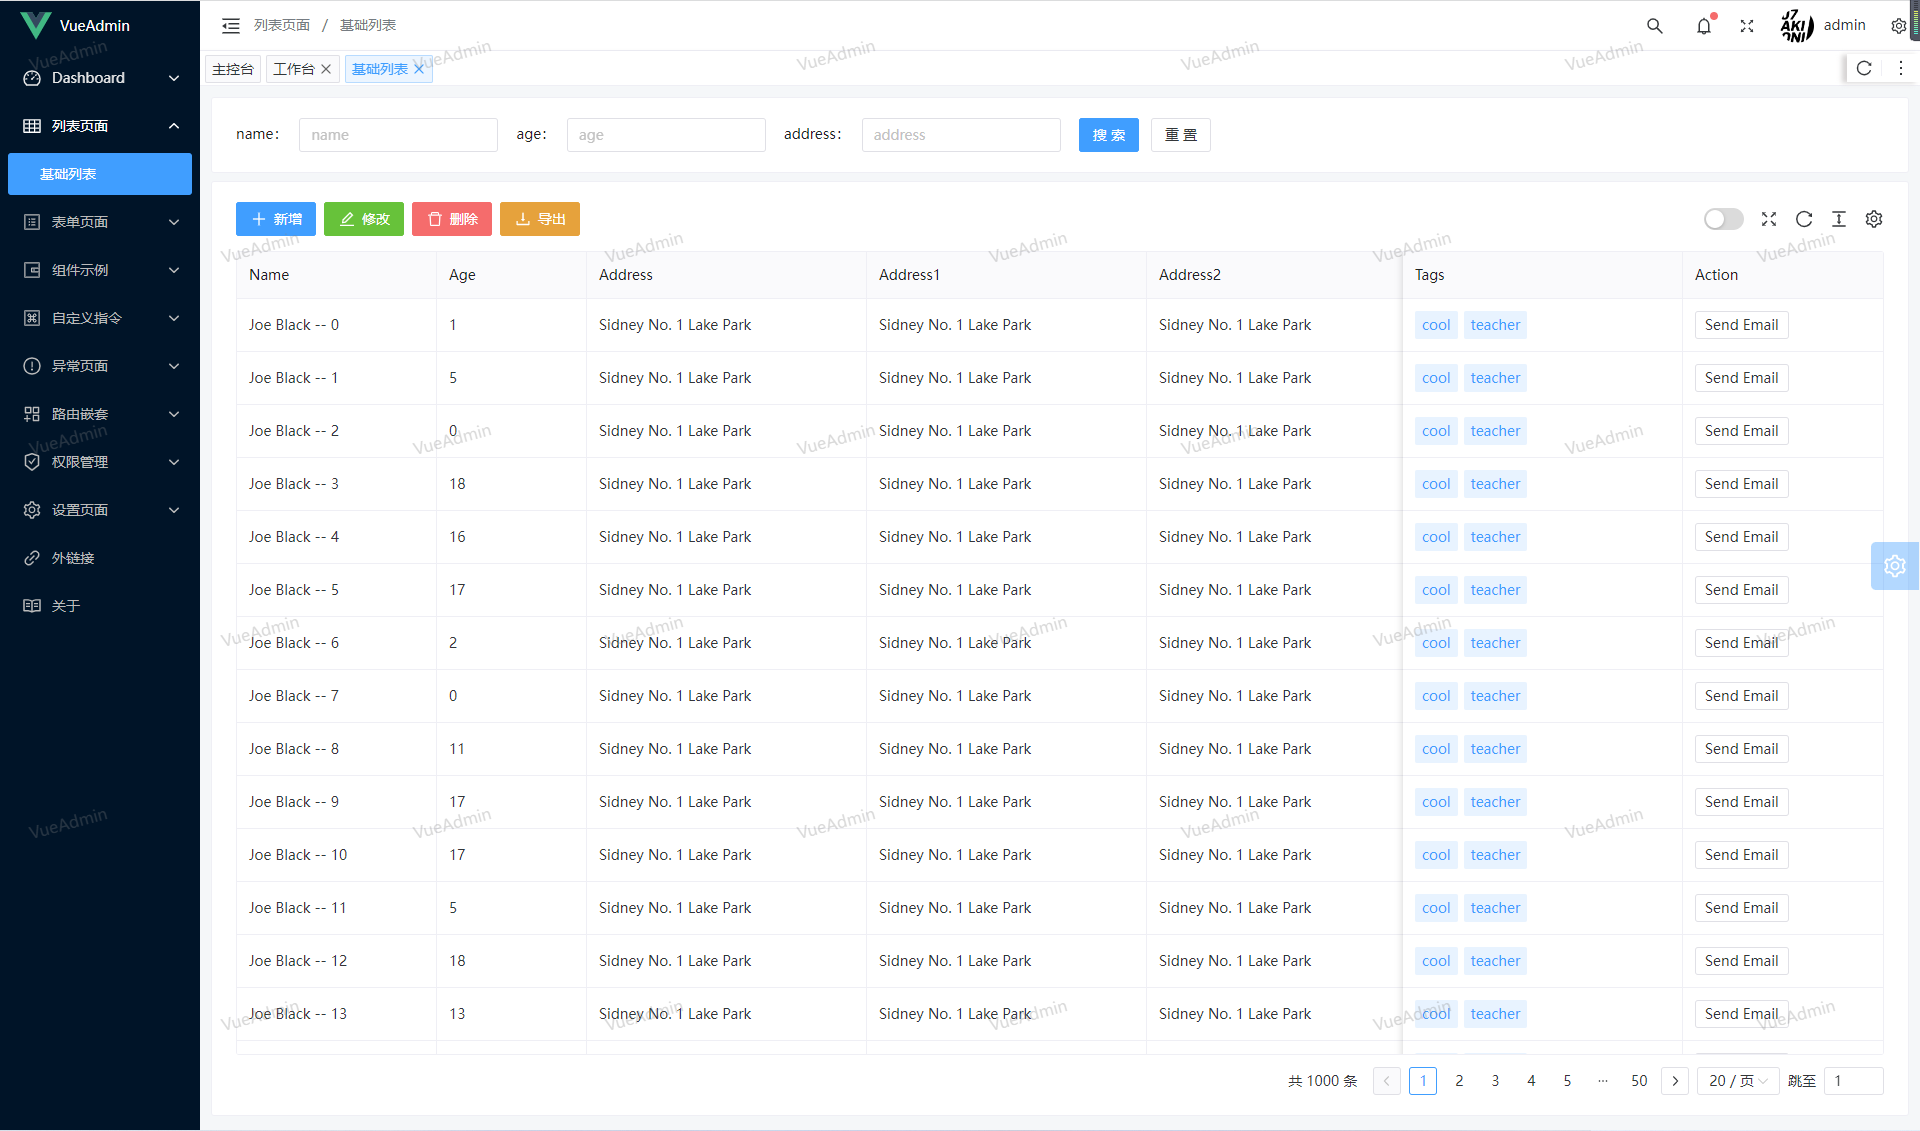 VueAdmin
Dashboard
列表页面
基础列表
表单页面
组件示例
自定义指令
异常页面
路由嵌套
权限管理
设置页面
外链接
关于
列表页面 / 基础列表
admin
主控台 工作台 基础列表
name： name age： age address： address 搜 索 重 置
新增 修改 删除 导出
Name Age Address Address1 Address2 Tags Action
Joe Black -- 0 1 Sidney No. 1 Lake Park Sidney No. 1 Lake Park Sidney No. 1 Lake Park cool teacher Send Email
Joe Black -- 1 5 Sidney No. 1 Lake Park Sidney No. 1 Lake Park Sidney No. 1 Lake Park cool teacher Send Email
Joe Black -- 2 0 Sidney No. 1 Lake Park Sidney No. 1 Lake Park Sidney No. 1 Lake Park cool teacher Send Email
Joe Black -- 3 18 Sidney No. 1 Lake Park Sidney No. 1 Lake Park Sidney No. 1 Lake Park cool teacher Send Email
Joe Black -- 4 16 Sidney No. 1 Lake Park Sidney No. 1 Lake Park Sidney No. 1 Lake Park cool teacher Send Email
Joe Black -- 5 17 Sidney No. 1 Lake Park Sidney No. 1 Lake Park Sidney No. 1 Lake Park cool teacher Send Email
Joe Black -- 6 2 Sidney No. 1 Lake Park Sidney No. 1 Lake Park Sidney No. 1 Lake Park cool teacher Send Email
Joe Black -- 7 0 Sidney No. 1 Lake Park Sidney No. 1 Lake Park Sidney No. 1 Lake Park cool teacher Send Email
Joe Black -- 8 11 Sidney No. 1 Lake Park Sidney No. 1 Lake Park Sidney No. 1 Lake Park cool teacher Send Email
Joe Black -- 9 17 Sidney No. 1 Lake Park Sidney No. 1 Lake Park Sidney No. 1 Lake Park cool teacher Send Email
Joe Black -- 10 17 Sidney No. 1 Lake Park Sidney No. 1 Lake Park Sidney No. 1 Lake Park cool teacher Send Email
Joe Black -- 11 5 Sidney No. 1 Lake Park Sidney No. 1 Lake Park Sidney No. 1 Lake Park cool teacher Send Email
Joe Black -- 12 18 Sidney No. 1 Lake Park Sidney No. 1 Lake Park Sidney No. 1 Lake Park cool teacher Send Email
Joe Black -- 13 13 Sidney No. 1 Lake Park Sidney No. 1 Lake Park Sidney No. 1 Lake Park cool teacher Send Email
共 1000 条 1 2 3 4 5 ··· 50 20 / 页 跳至 1